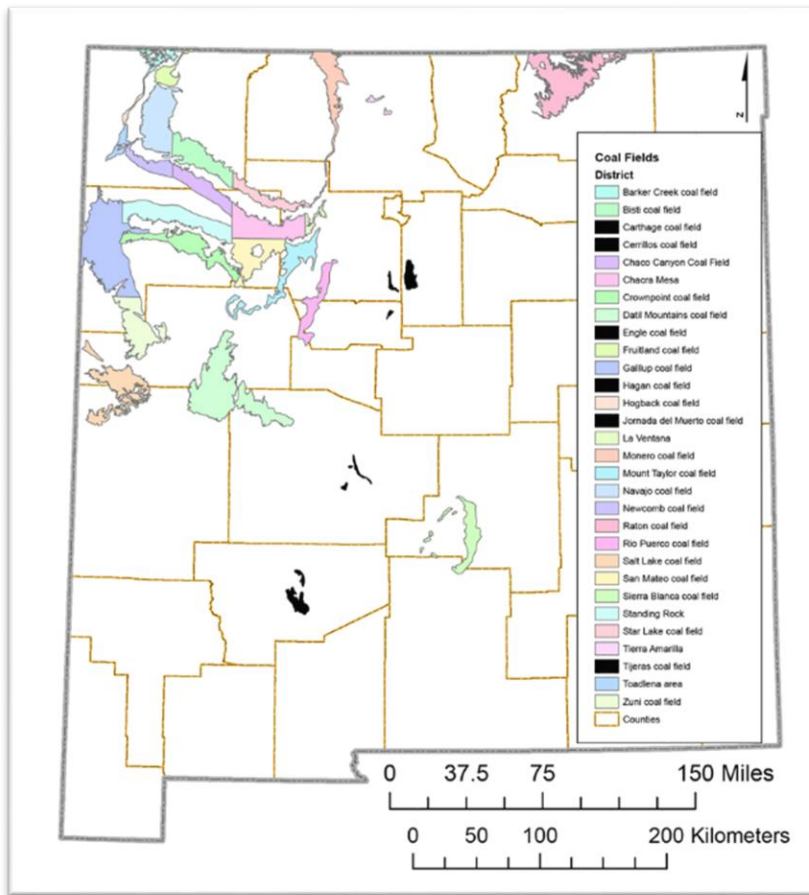 N
Coal Fields
District
Barker Creek coal field
Bisti coal field
Carthage coal field
Cerrillos coal field
Chaco Canyon Coal Field
Chacra Mesa
Crownpoint coal field
Datil Mountains coal field
Engle coal field
Fruitland coal field
Gallup coal field
Hagan coal field
Hogback coal field
Jornada del Muerto coal field
La Ventana
Monero coal field
Mount Taylor coal field
Navajo coal field
Newcomb coal field
Raton coal field
Rio Puerco coal field
Salt Lake coal field
San Mateo coal field
Sierra Blanca coal field
Standing Rock
Star Lake coal field
Tierra Amarilla
Tijeras coal field
Toadlena area
Zuni coal field
Counties
0 37.5 75 150 Miles
0 50 100 200 Kilometers